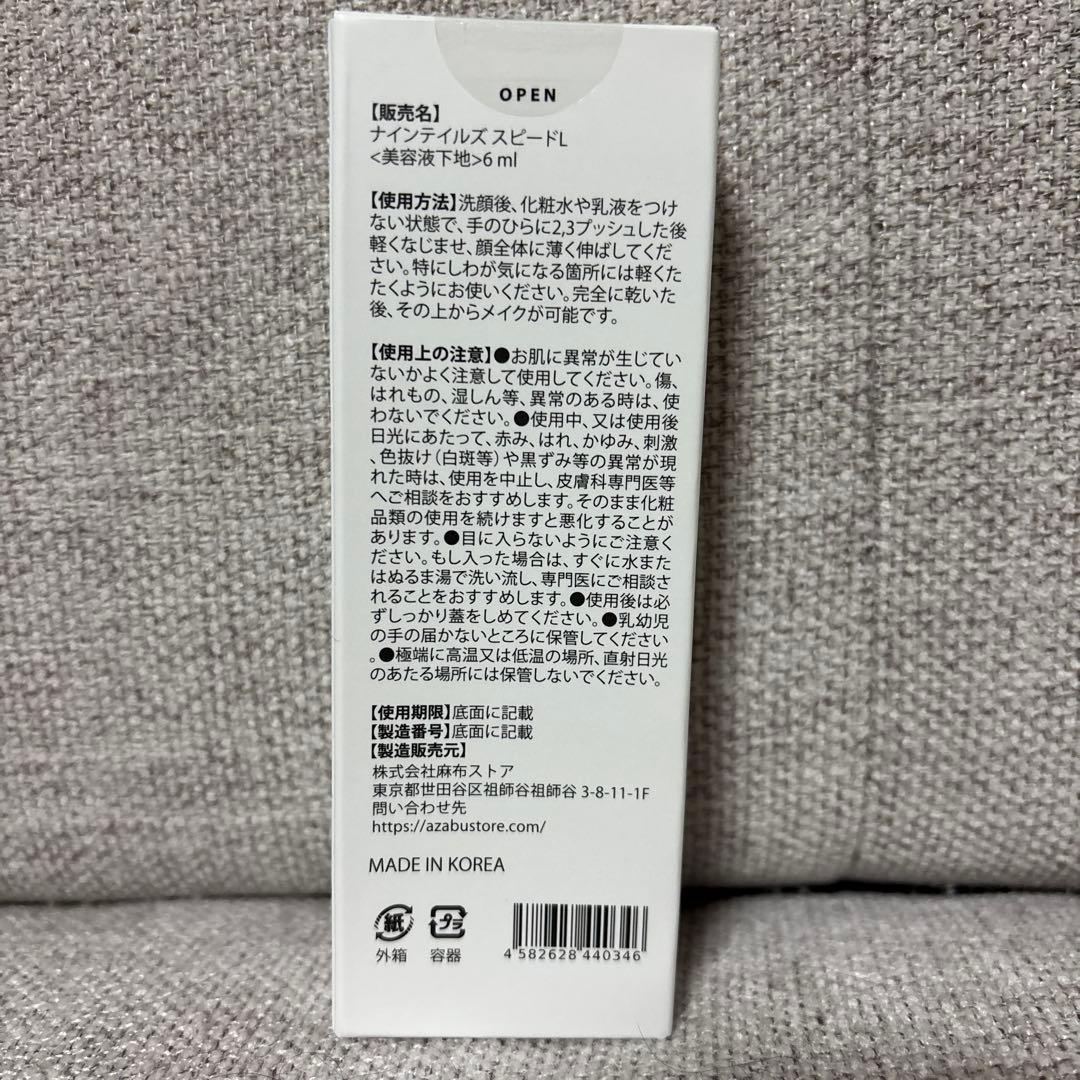 OPEN
【販売名】
ナインテイルズ スピードL
<美容液下地>6 ml
【使用方法】洗顔後、化粧水や乳液をつけ
ない状態で、手のひらに2,3プッシュした後
軽くなじませ、顔全体に薄く伸ばしてくだ
さい。特にしわが気になる箇所には軽くた
たくようにお使いください。完全に乾いた
後、その上からメイクが可能です。
【使用上の注意】●お肌に異常が生じてい
ないかよく注意して使用してください。傷、
はれもの、湿しん等、異常のある時は、使
わないでください。●使用中、又は使用後
日光にあたって、赤み、はれ、かゆみ、刺激
、色抜け（白斑等）や黒ずみ等の異常が現
れた時は、使用を中止し、皮膚科専門医等
へご相談をおすすめします。そのまま化粧
品類の使用を続けますと悪化することが
あります。●目に入らないようにご注意く
ださい。もし入った場合は、すぐに水また
はぬるま湯で洗い流し、専門医にご相談さ
れることをおすすめします。●使用後は必
ずしっかり蓋をしめてください。●乳幼児
の手の届かないところに保管してください
。●極端に高温又は低温の場所、直射日光
のあたる場所には保管しないでください。
【使用期限】底面に記載
【製造番号】底面に記載
【製造販売元】
株式会社麻布ストア
東京都世田谷区祖師谷祖師谷 3-8-11-1F
問い合わせ先
https://azabustore.com/
MADE IN KOREA
紙 プラ
外箱 容器
4 582628 440346